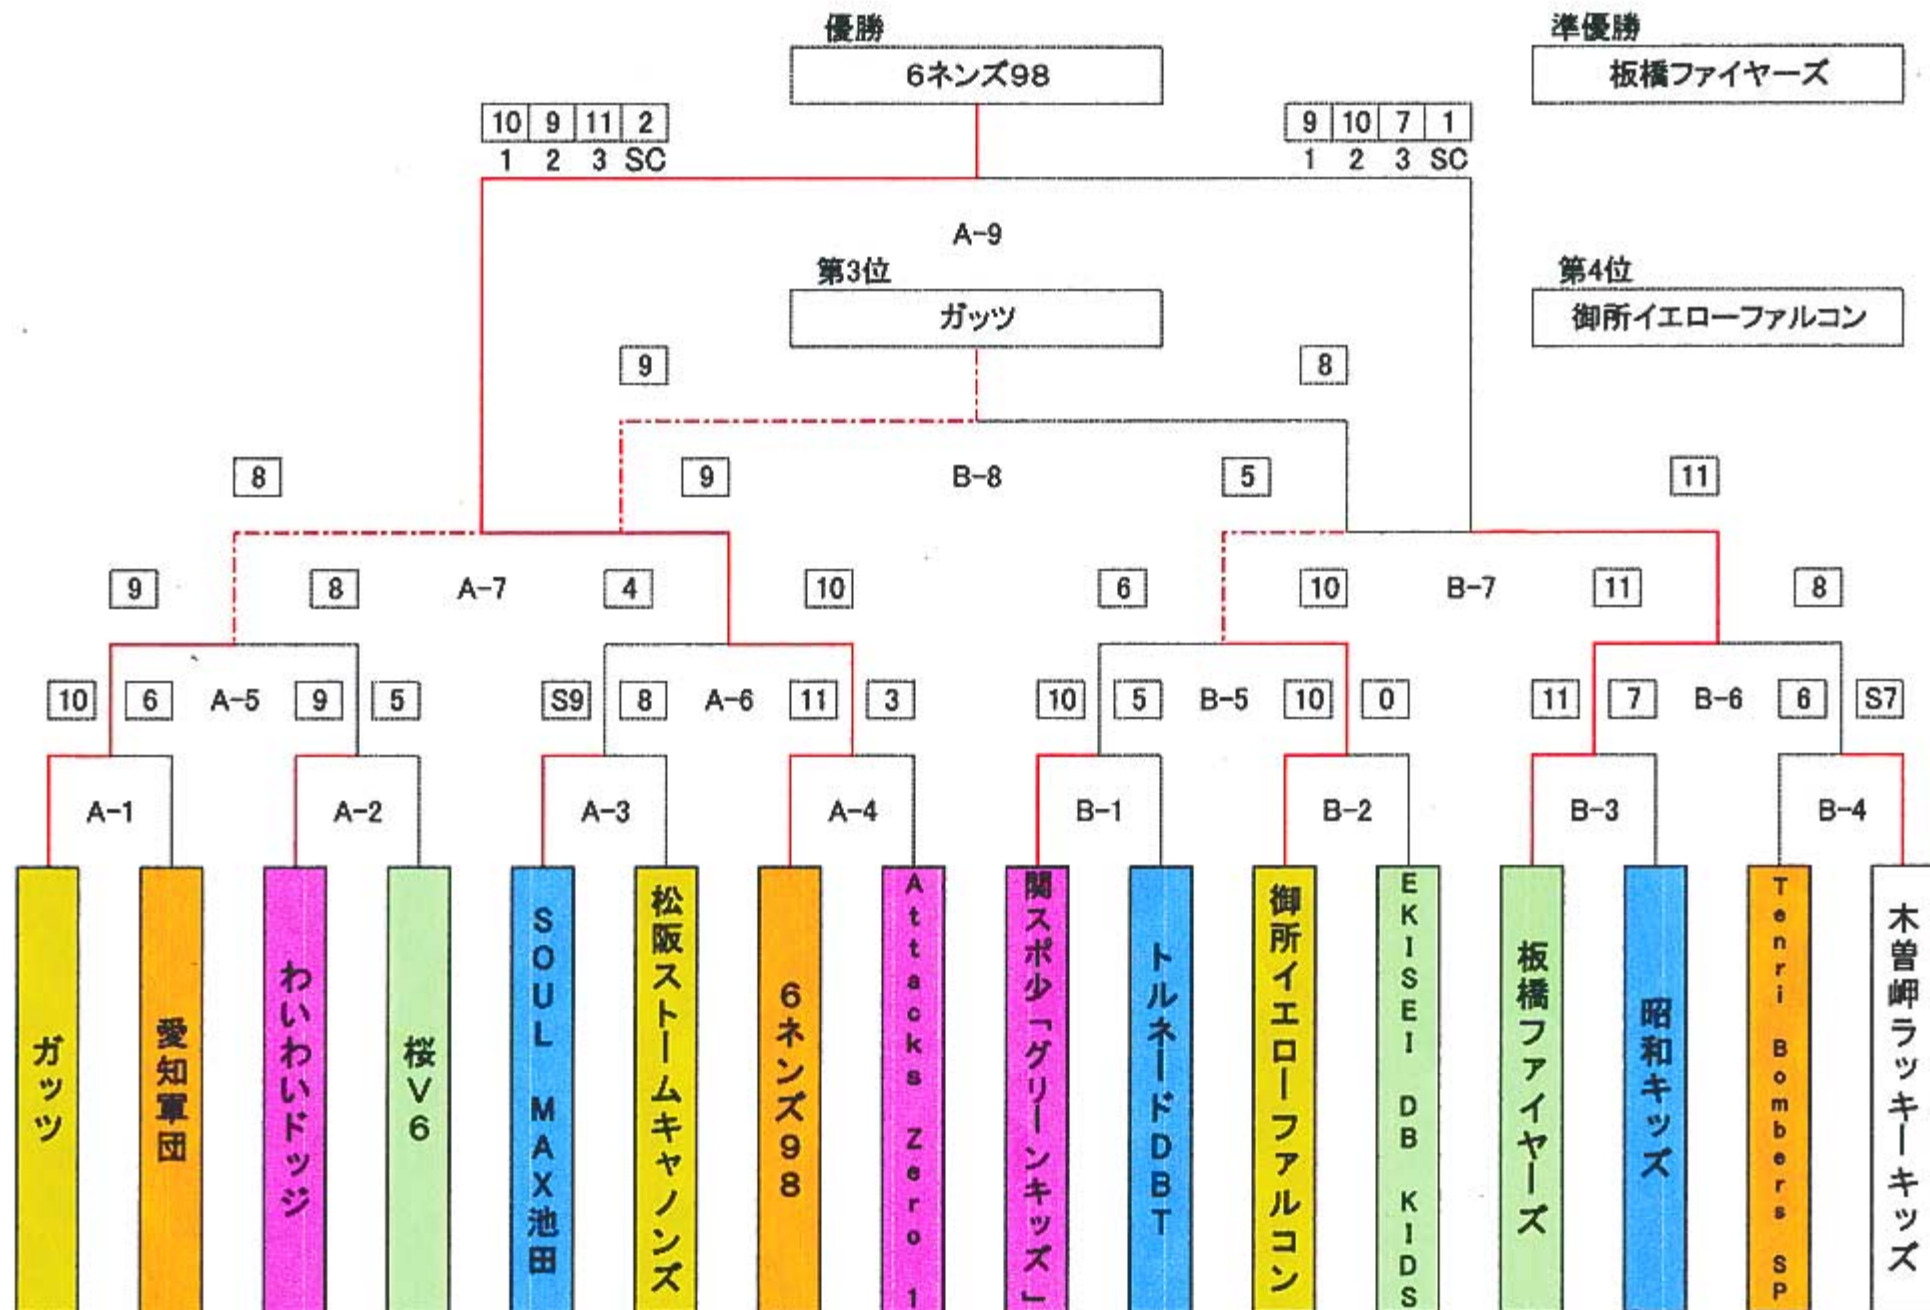 優勝
準優勝
6ネンズ98
板橋ファイヤーズ
10 9 11 2
9 10 7 1
1 2 3 SC
1 2 3 SC
A-9
第3位
第4位
ガッツ
御所イエローファルコン
9
8
8
9
B-8
5
11
9
8
A-7
4
10
6
10
B-7
11
8
10
6
A-5
9
5
S9
8
A-6
11
3
10
5
B-5
10
0
11
7
B-6
6
S7
A-1
A-2
A-3
A-4
B-1
B-2
B-3
B-4
ガッツ
愛知軍団
わいわいドッジ
桜V6
SOUL MAX池田
松阪ストームキャノンズ
6ネンズ98
Attacks Zero 1
関スポ少「グリーンキッズ」
トルネードDBT
御所イエローファルコン
EKISEI DB KIDS
板橋ファイヤーズ
昭和キッズ
Tenri Bombers SP
木曽岬ラッキーキッズ